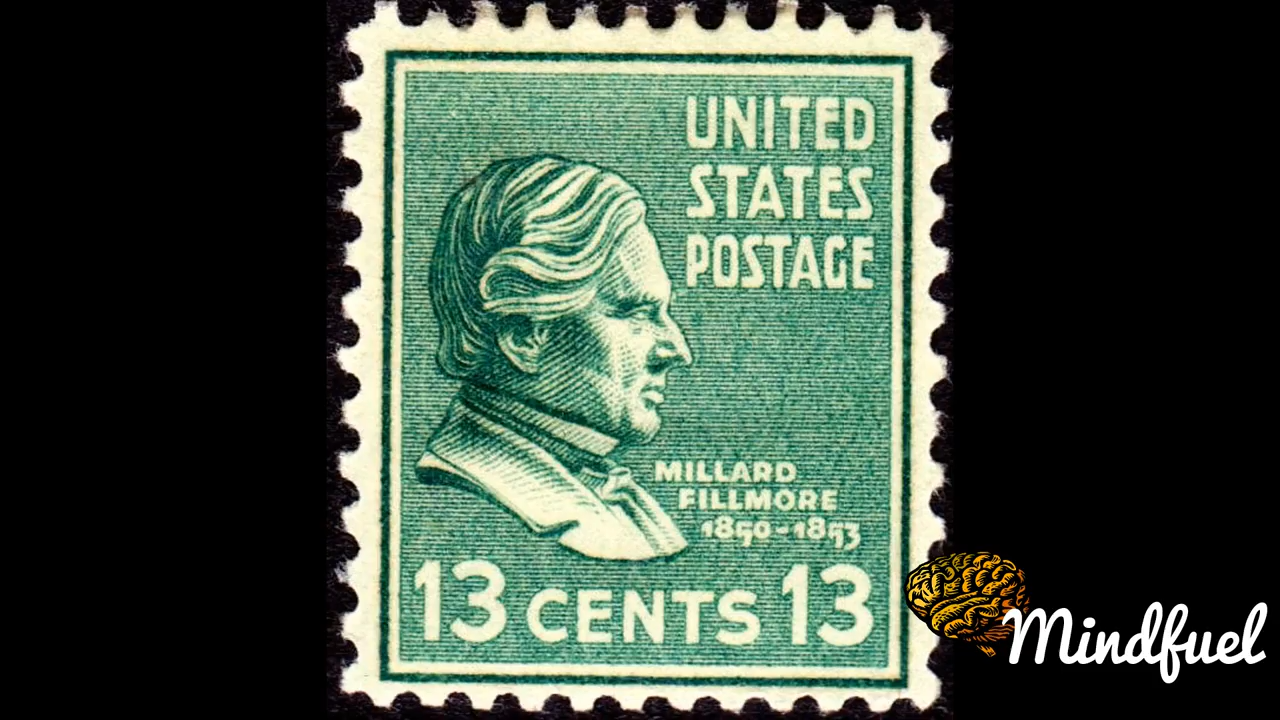 UNITED
STATES
POSTAGE
MILLARD
FILLMORE
1850-1853
13 CENTS 13
Mindfuel